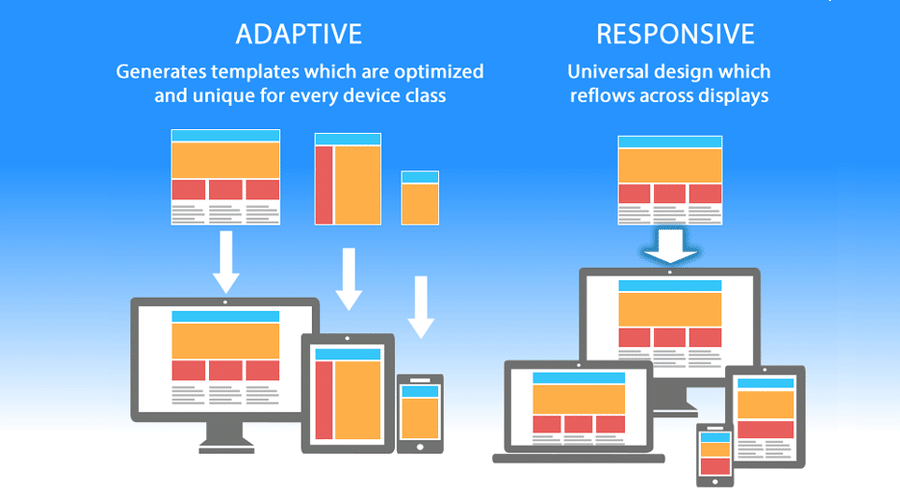 ADAPTIVE
Generates templates which are optimized
and unique for every device class
RESPONSIVE
Universal design which
reflows across displays